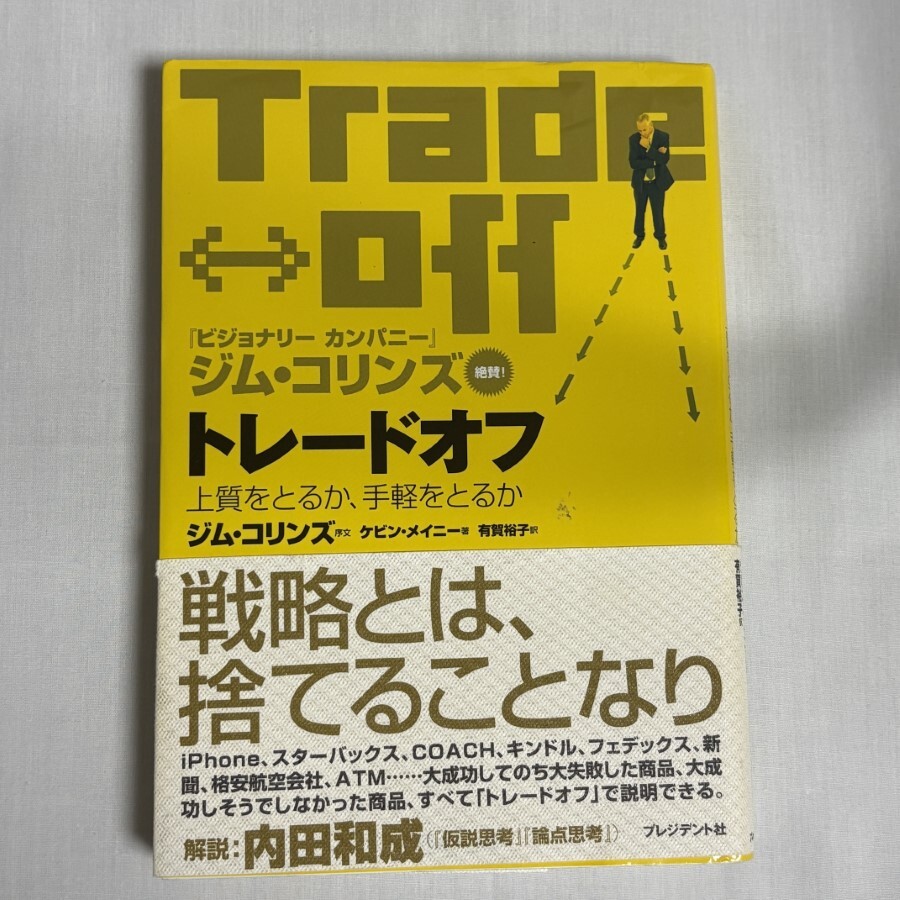 Trade
↔off
『ビジョナリー カンパニー』
ジム・コリンズ 絶賛!
トレードオフ
上質をとるか、手軽をとるか
ジム・コリンズ 序文 ケビン・メイニー 著 有賀裕子 訳
戦略とは、
捨てることなり
iPhone、スターバックス、COACH、キンドル、フェデックス、新
聞、格安航空会社、ATM……大成功してのち大失敗した商品、大成
功しそうでしなかった商品、すべて「トレードオフ」で説明できる。
解説:内田和成(『仮説思考』『論点思考』) プレジデント社